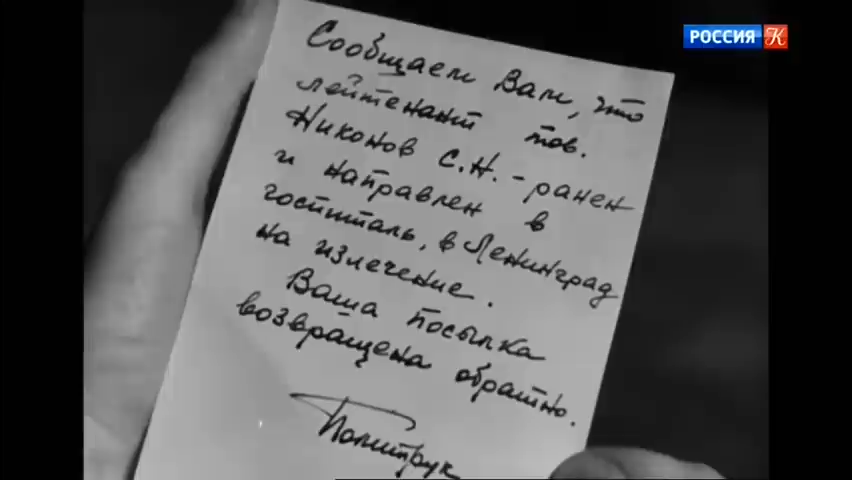 РОССИЯ К
Сообщаем Вам, что
лейтенант тов.
Никонов С.Н. - ранен
и направлен в
госпиталь, в Ленинград
на излечение.
Ваша посылка
возвращена обратно.
Политрук